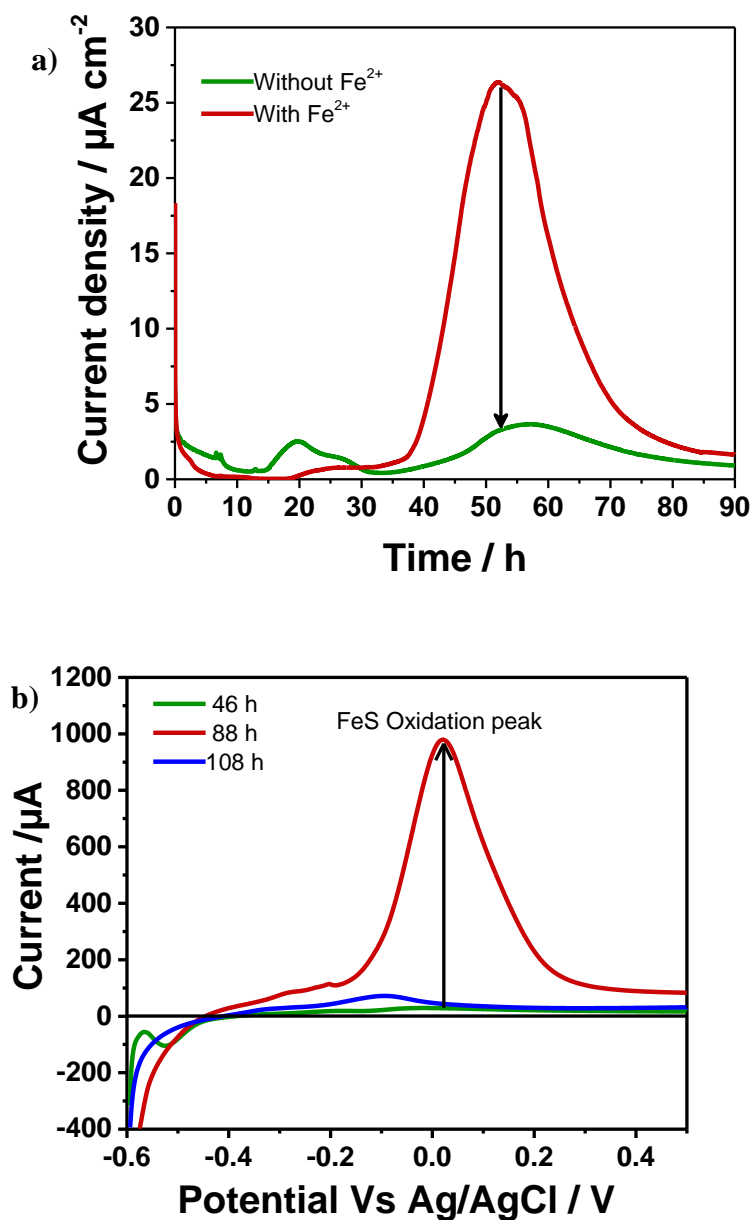 a)
30
25
20
15
10
5
0
Current density / µA cm⁻²
Without Fe²⁺
With Fe²⁺
0 10 20 30 40 50 60 70 80 90
Time / h
b)
1200
1000
800
600
400
200
0
-200
-400
Current /µA
46 h
88 h
108 h
FeS Oxidation peak
-0.6 -0.4 -0.2 0.0 0.2 0.4
Potential Vs Ag/AgCl / V